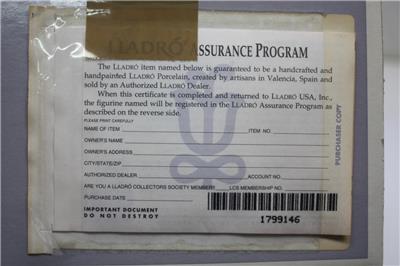 LLADRÓ ASSURANCE PROGRAM
The LLADRÓ item named below is guaranteed to be a handcrafted and
handpainted LLADRÓ Porcelain, created by artisans in Valencia, Spain and
sold by an Authorized LLADRÓ Dealer.
When this certificate is completed and returned to LLADRÓ USA, Inc.,
the figurine named will be registered in the LLADRÓ Assurance Program as
described on the reverse side.
PLEASE PRINT CAREFULLY
NAME OF ITEM ITEM NO.
OWNER'S NAME
OWNER'S ADDRESS
CITY/STATE/ZIP
AUTHORIZED DEALER ACCOUNT NO.
ARE YOU A LLADRÓ COLLECTORS SOCIETY MEMBER? LCS MEMBERSHIP NO.
PURCHASE DATE
IMPORTANT DOCUMENT
DO NOT DESTROY
1799146
PURCHASER COPY